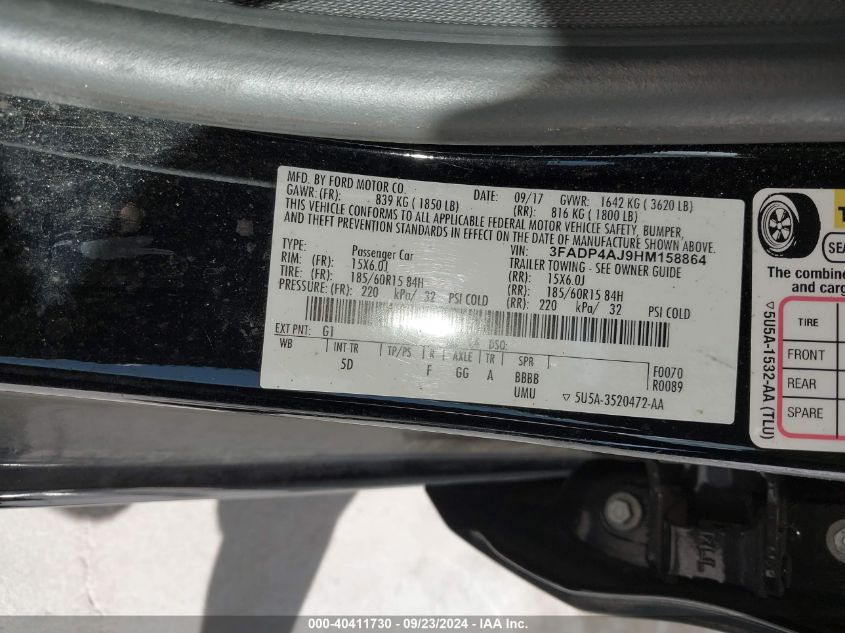 MFD. BY FORD MOTOR CO. DATE: 09/17 GVWR: 1642 KG ( 3620 LB)
GAWR: (FR): 839 KG ( 1850 LB) (RR): 816 KG ( 1800 LB)
THIS VEHICLE CONFORMS TO ALL APPLICABLE FEDERAL MOTOR VEHICLE SAFETY, BUMPER,
AND THEFT PREVENTION STANDARDS IN EFFECT ON THE DATE OF MANUFACTURE SHOWN ABOVE.
VIN: 3FADP4AJ9HM158864
TYPE: Passenger Car TRAILER TOWING - SEE OWNER GUIDE
RIM: (FR): 15X6.0J (RR): 15X6.0J
TIRE: (FR): 185/60R15 84H (RR): 185/60R15 84H
PRESSURE: (FR): 220 kPa/ 32 PSI COLD (RR): 220 kPa/ 32 PSI COLD
EXT PNT: G1 DSO:
WB INT TR TP/PS R AXLE TR SPR F0070
5D F GG A BBBB R0089
UMU ▽ 5U5A-3520472-AA
SEA
The combine
and carg
TIRE
FRONT
REAR
SPARE
▽5U5A-1532-AA (TLU)
000-40411730 - 09/23/2024 - IAA Inc.